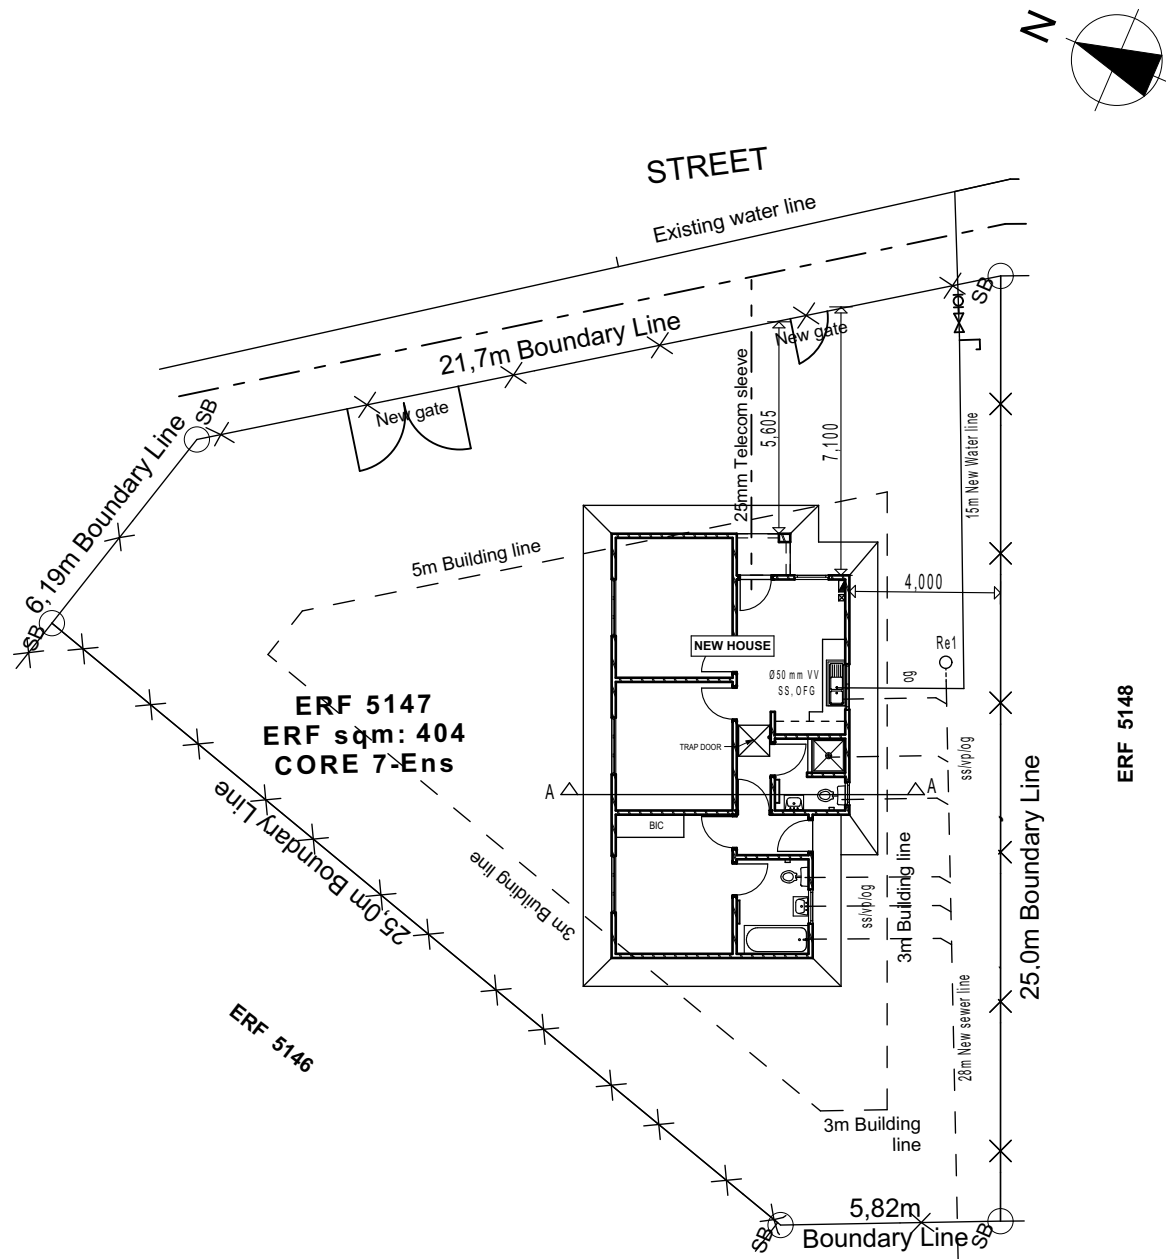 N
STREET
Existing water line
SB
21,7m Boundary Line
New gate
SB
New gate
6,19m Boundary Line
25mm Telecom sleeve
5,605
7,100
15m New Water line
5m Building line
4,000
SB
Re1
NEW HOUSE
Ø50 mm VV
SS, OFG
og
ERF 5147
ERF sqm: 404
CORE 7-Ens
TRAP DOOR
ss/vp/og
ERF 5148
A
A
BIC
25,0m Boundary Line
3m Building line
ss/vp/og
3m Building line
25.0m Boundary Line
ERF 5146
28m New sewer line
3m Building
line
5,82m
Boundary Line
SB
SB